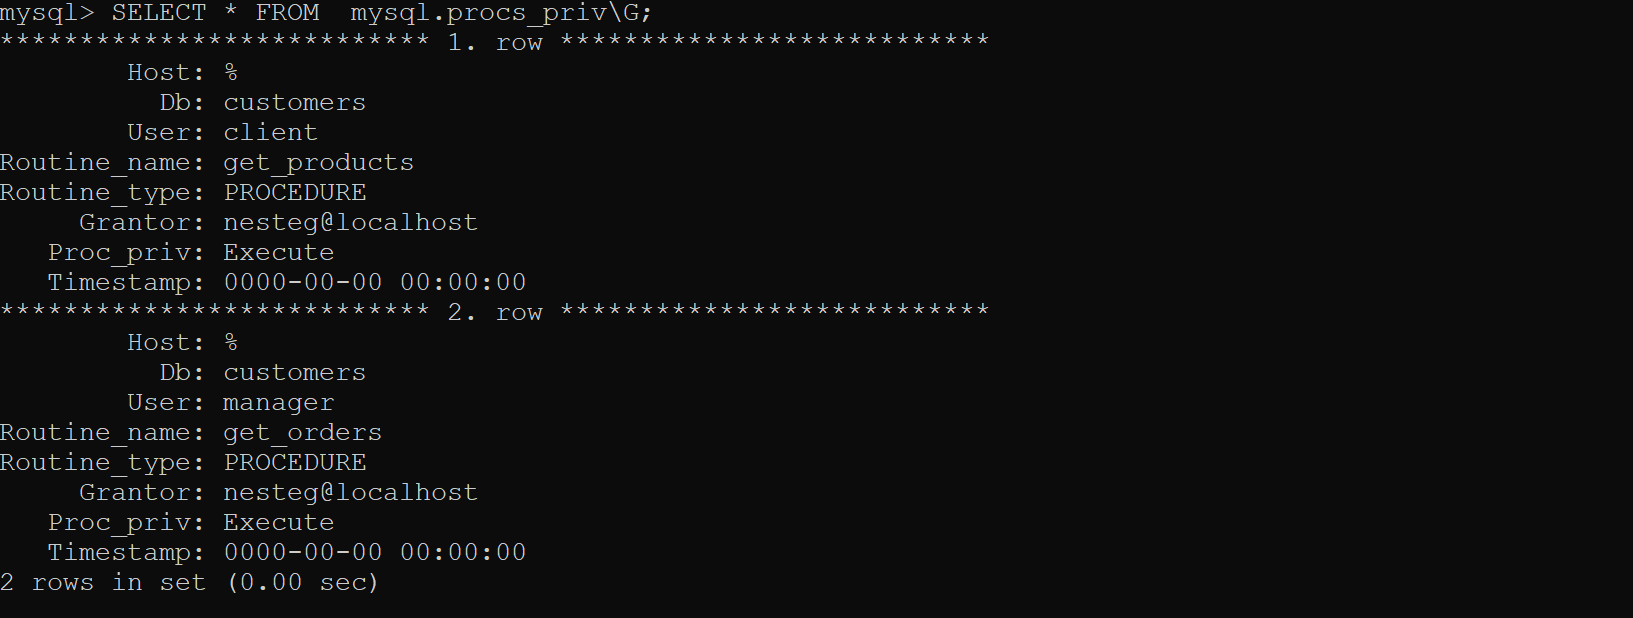 mysql> SELECT * FROM  mysql.procs_priv\G;
*************************** 1. row ***************************
        Host: %
          Db: customers
        User: client
Routine_name: get_products
Routine_type: PROCEDURE
     Grantor: nesteg@localhost
   Proc_priv: Execute
   Timestamp: 0000-00-00 00:00:00
*************************** 2. row ***************************
        Host: %
          Db: customers
        User: manager
Routine_name: get_orders
Routine_type: PROCEDURE
     Grantor: nesteg@localhost
   Proc_priv: Execute
   Timestamp: 0000-00-00 00:00:00
2 rows in set (0.00 sec)